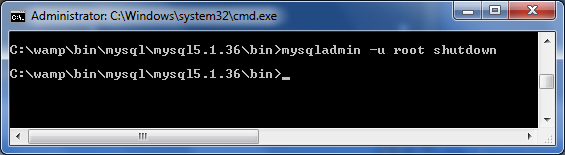 Administrator: C:\Windows\system32\cmd.exe
C:\wamp\bin\mysql\mysql5.1.36\bin>mysqladmin -u root shutdown
C:\wamp\bin\mysql\mysql5.1.36\bin>_